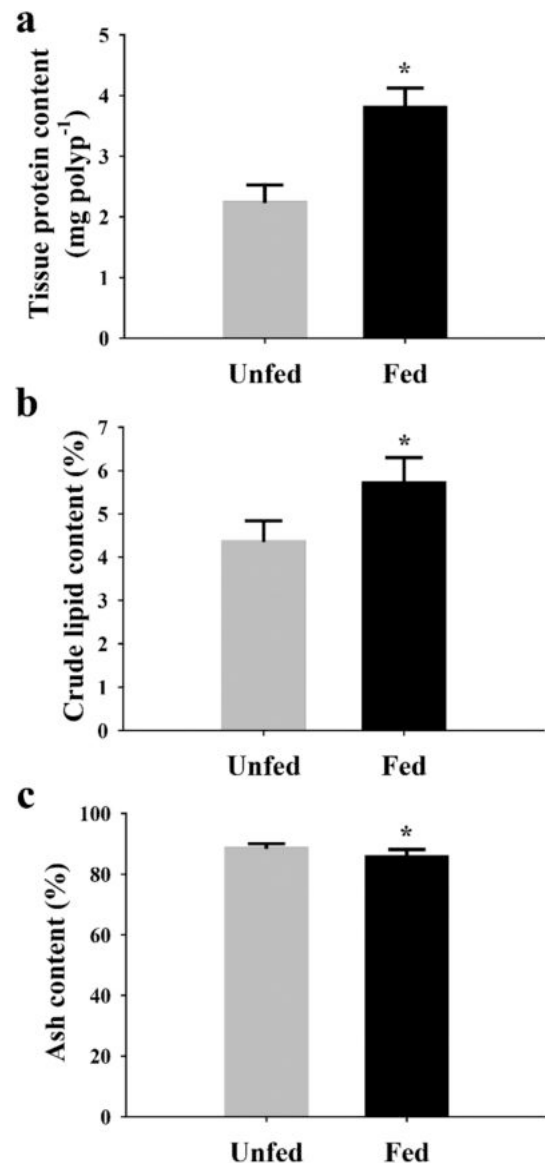 a
Tissue protein content
(mg polyp⁻¹)
5
4
3
2
1
0
*
Unfed Fed
b
Crude lipid content (%)
7
6
5
4
3
2
1
0
*
Unfed Fed
c
Ash content (%)
100
80
60
40
20
0
*
Unfed Fed